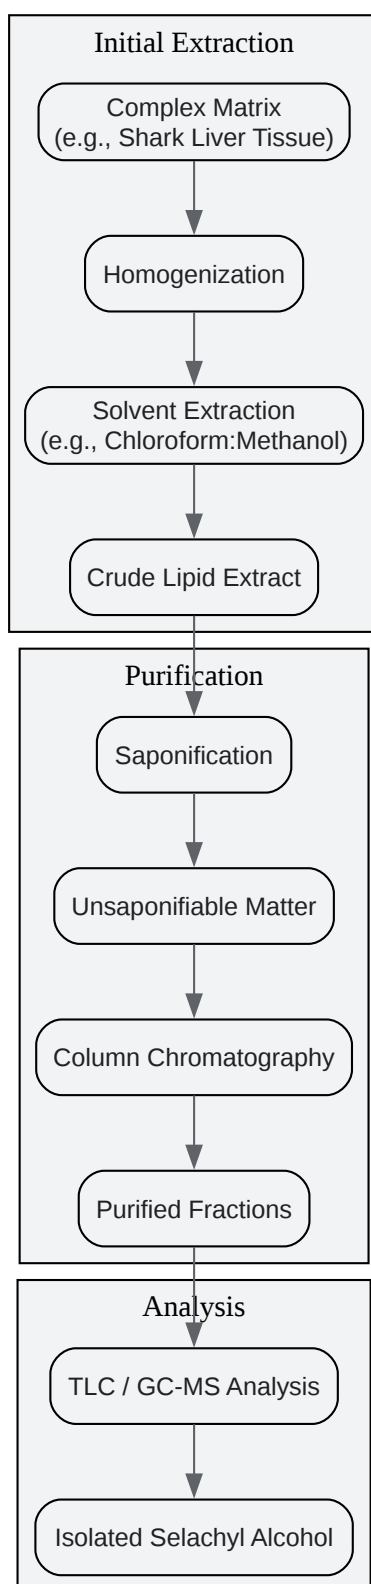 Initial Extraction
Complex Matrix
(e.g., Shark Liver Tissue)
Homogenization
Solvent Extraction
(e.g., Chloroform:Methanol)
Crude Lipid Extract
Purification
Saponification
Unsaponifiable Matter
Column Chromatography
Purified Fractions
Analysis
TLC / GC-MS Analysis
Isolated Selachyl Alcohol